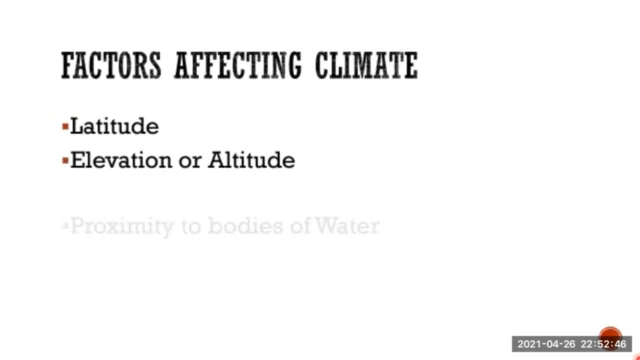 FACTORS AFFECTING CLIMATE
▪Latitude
▪Elevation or Altitude
▪Proximity to bodies of Water
2021-04-26 22:52:46